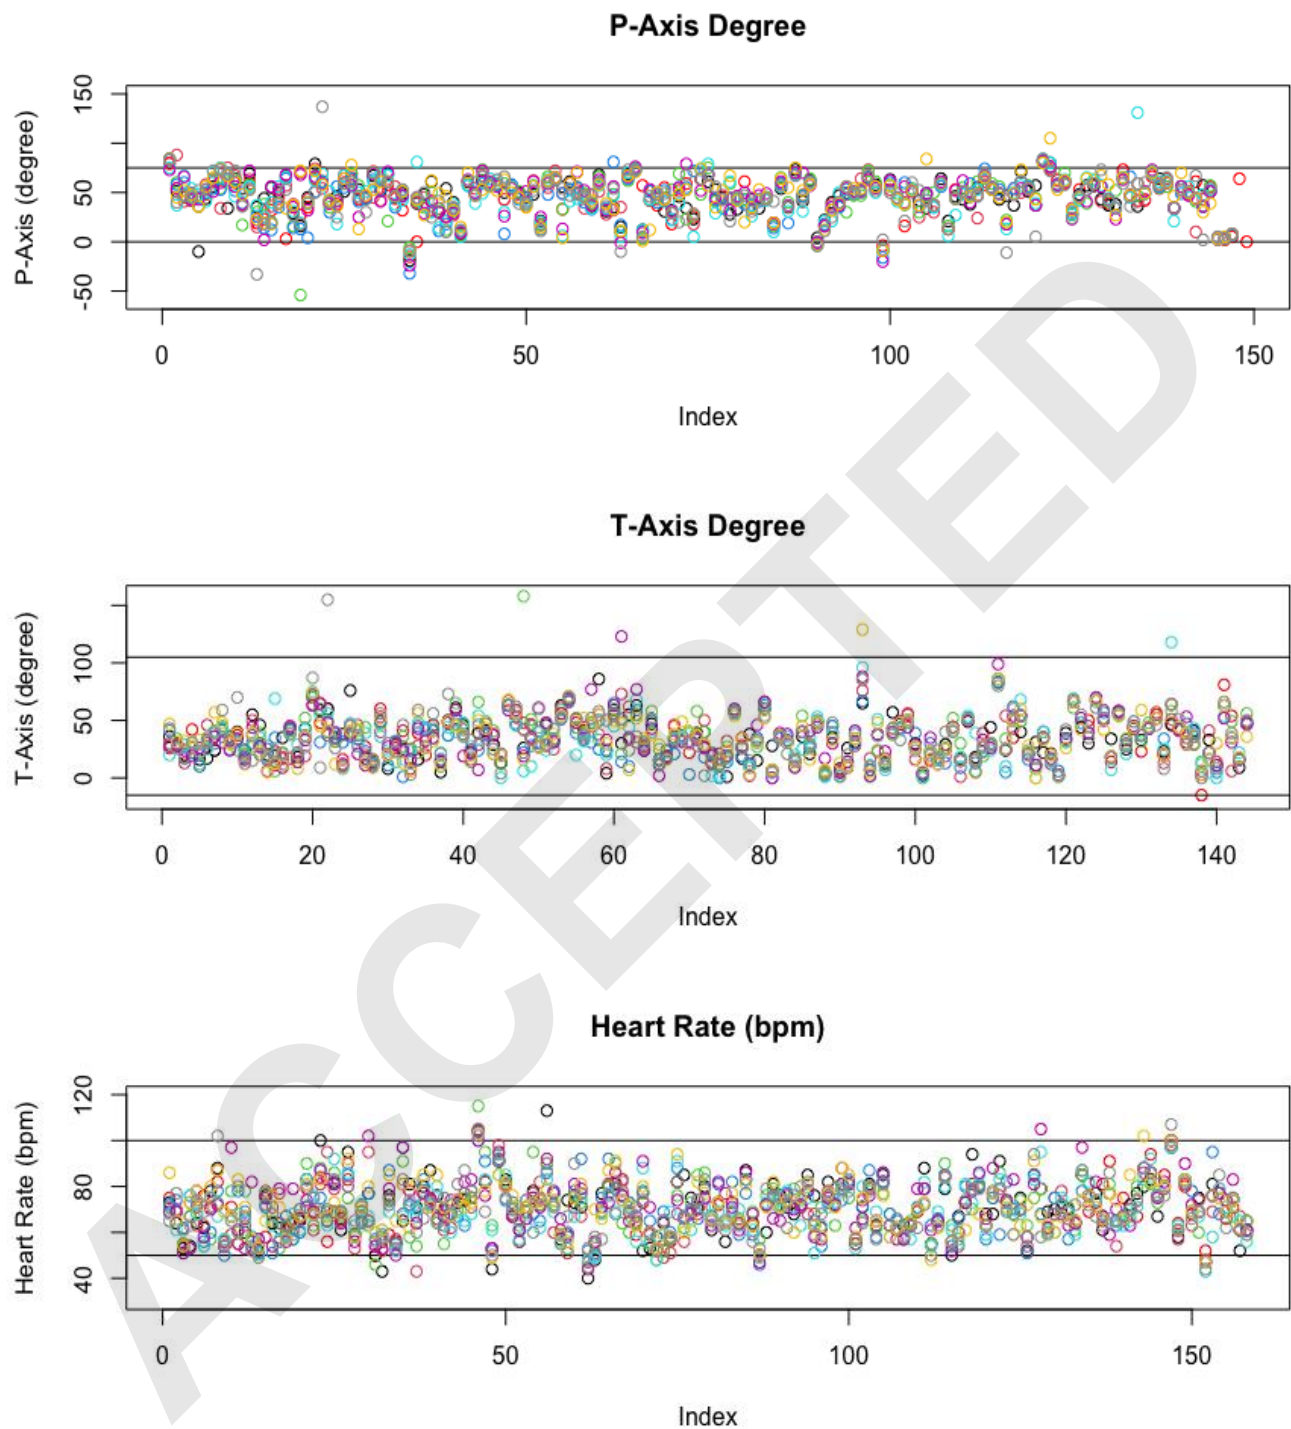 P-Axis Degree
P-Axis (degree)
150
50
0
-50
0 50 100 150
Index
T-Axis Degree
T-Axis (degree)
100
50
0
0 20 40 60 80 100 120 140
Index
Heart Rate (bpm)
Heart Rate (bpm)
120
80
40
0 50 100 150
Index
ACCEPTED